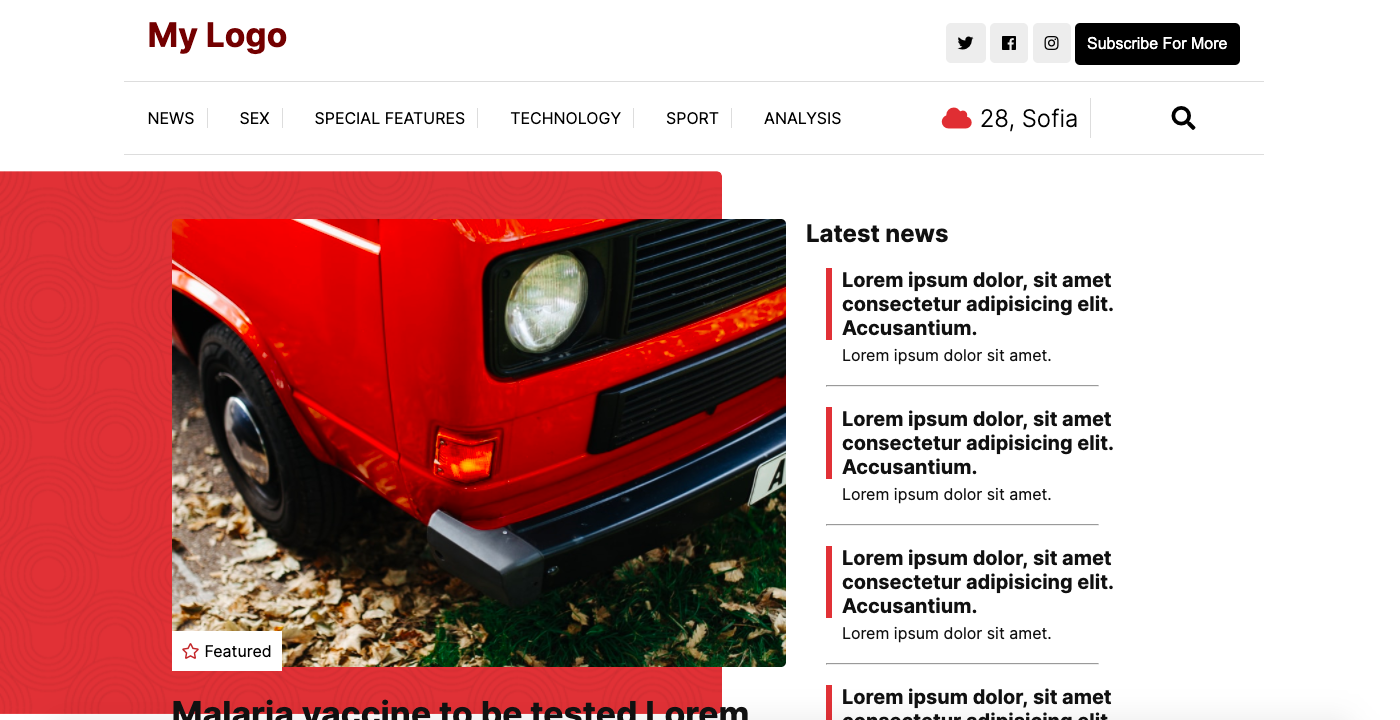 My Logo
Subscribe For More
NEWS
SEX
SPECIAL FEATURES
TECHNOLOGY
SPORT
ANALYSIS
28, Sofia
A
Featured
Malaria vaccine to be tested Lorem
Latest news
Lorem ipsum dolor, sit amet
consectetur adipisicing elit.
Accusantium.
Lorem ipsum dolor sit amet.
Lorem ipsum dolor, sit amet
consectetur adipisicing elit.
Accusantium.
Lorem ipsum dolor sit amet.
Lorem ipsum dolor, sit amet
consectetur adipisicing elit.
Accusantium.
Lorem ipsum dolor sit amet.
Lorem ipsum dolor, sit amet
consectetur adipisicing elit.